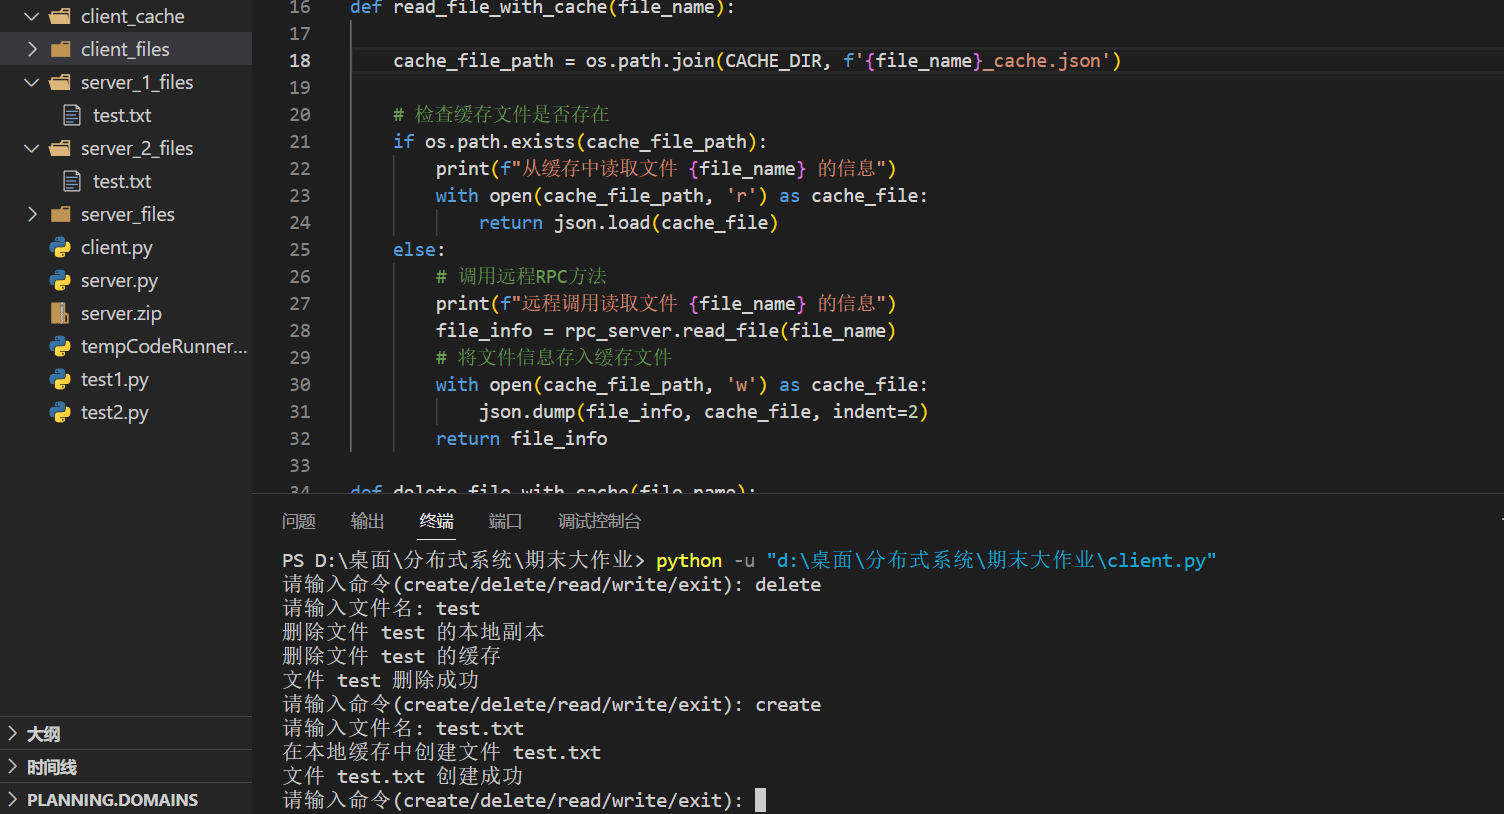 client_cache
client_files
server_1_files
test.txt
server_2_files
test.txt
server_files
client.py
server.py
server.zip
tempCodeRunner...
test1.py
test2.py
大纲
时间线
PLANNING.DOMAINS
16 def read_file_with_cache(file_name):
17
18 cache_file_path = os.path.join(CACHE_DIR, f'{file_name}_cache.json')
19
20 # 检查缓存文件是否存在
21 if os.path.exists(cache_file_path):
22 print(f"从缓存中读取文件 {file_name} 的信息")
23 with open(cache_file_path, 'r') as cache_file:
24 return json.load(cache_file)
25 else:
26 # 调用远程RPC方法
27 print(f"远程调用读取文件 {file_name} 的信息")
28 file_info = rpc_server.read_file(file_name)
29 # 将文件信息存入缓存文件
30 with open(cache_file_path, 'w') as cache_file:
31 json.dump(file_info, cache_file, indent=2)
32 return file_info
33
34 def delete_file_with_cache(file_name):
问题 输出 终端 端口 调试控制台
PS D:\桌面\分布式系统\期末大作业> python -u "d:\桌面\分布式系统\期末大作业\client.py"
请输入命令(create/delete/read/write/exit): delete
请输入文件名: test
删除文件 test 的本地副本
删除文件 test 的缓存
文件 test 删除成功
请输入命令(create/delete/read/write/exit): create
请输入文件名: test.txt
在本地缓存中创建文件 test.txt
文件 test.txt 创建成功
请输入命令(create/delete/read/write/exit):